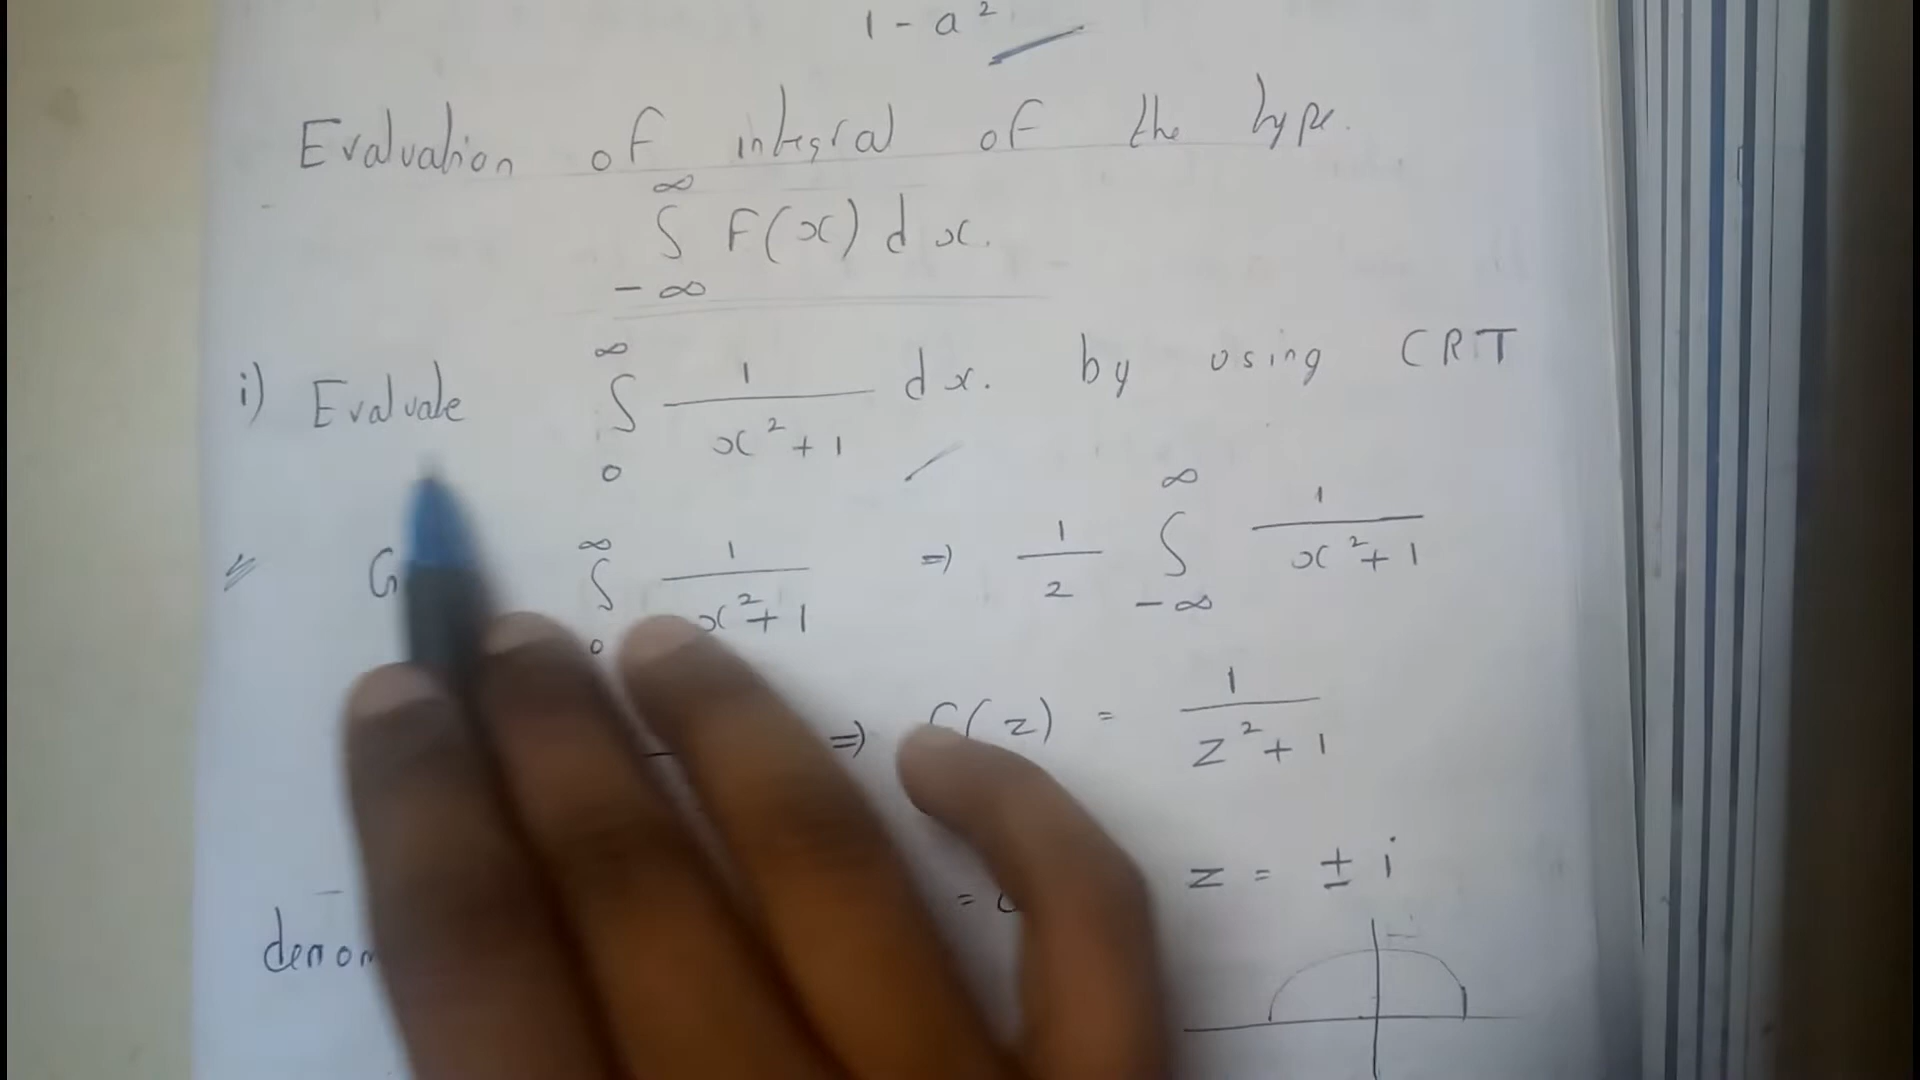 1 - a²
Evaluation of integral of the type.
∞
∫ F(x) dx.
-∞
i) Evaluate ∫₀^∞ 1/(x²+1) dx. by using CRT
∫₀^∞ 1/(x²+1) ⇒ 1/2 ∫_{-∞}^∞ 1/(x²+1)
⇒ f(z) = 1/(z²+1)
= z = ± i